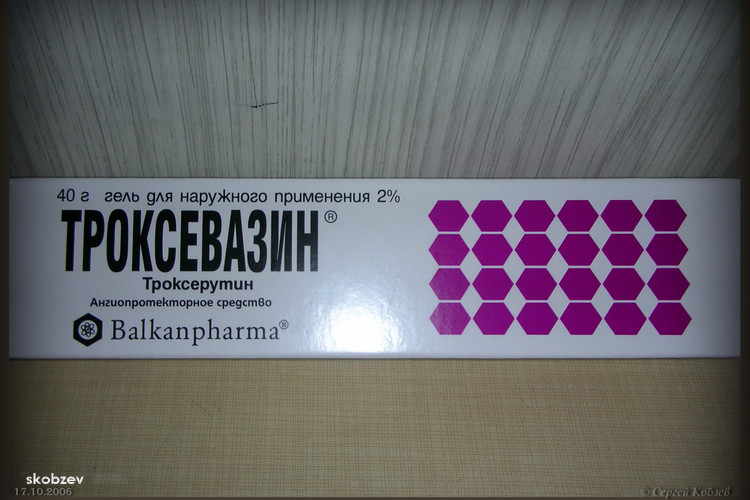 40 г гель для наружного применения 2%
ТРОКСЕВАЗИН®
Троксерутин
Ангиопротекторное средство
Balkanpharma®
skobzev
17.10.2006
© Сергей Кобзев